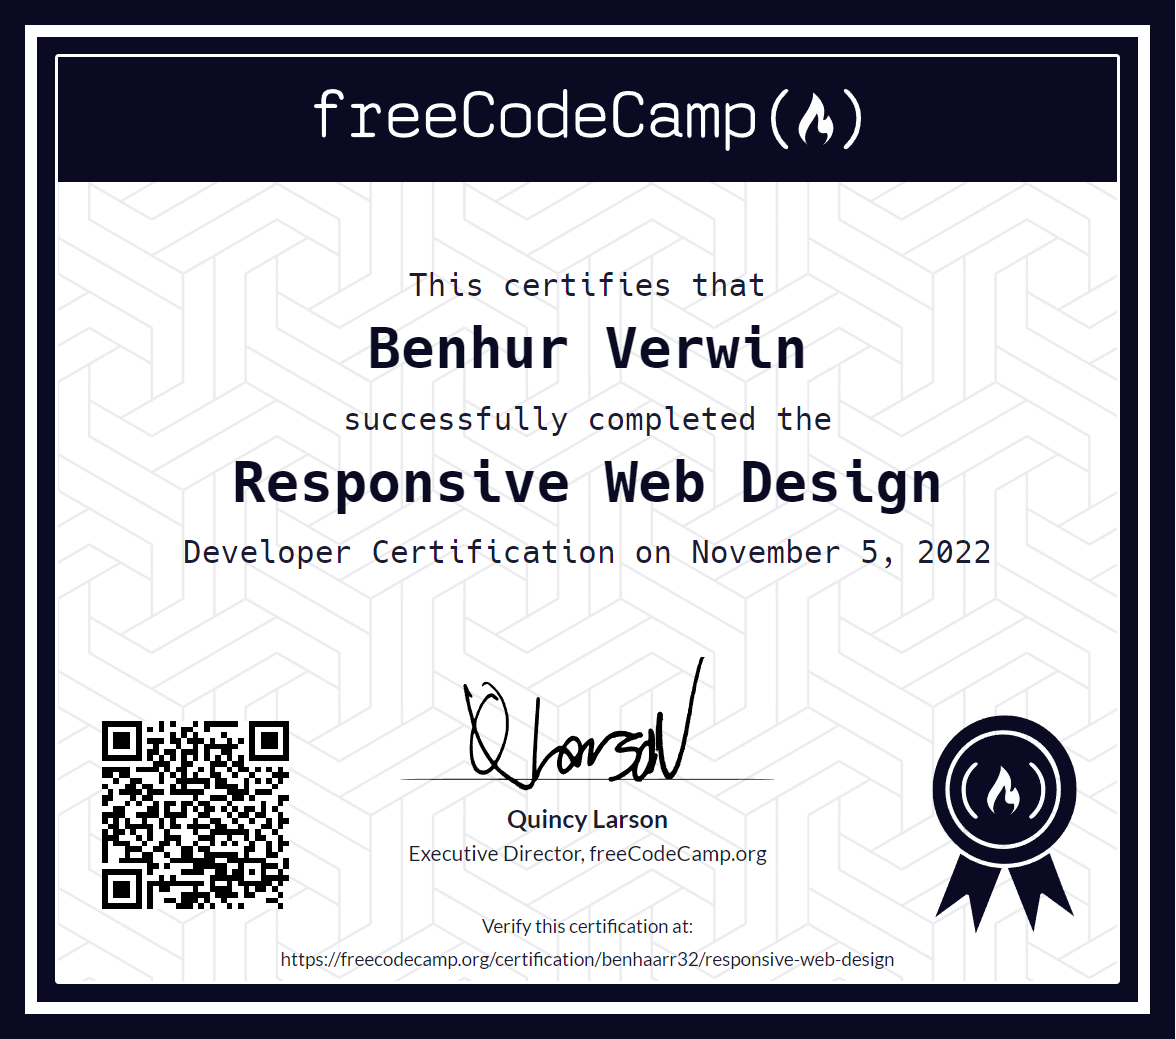 freeCodeCamp
This certifies that
Benhur Verwin
successfully completed the
Responsive Web Design
Developer Certification on November 5, 2022
QLarson
Quincy Larson
Executive Director, freeCodeCamp.org
Verify this certification at:
https://freecodecamp.org/certification/benhaarr32/responsive-web-design